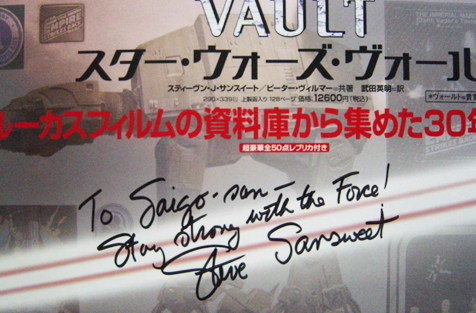 VAULT
スター・ウォーズ・ヴォール
スティーヴン・J・サンスイート/ピーター・ヴィルマー=共著 武田英明=訳
上製函入り 128ページ 価格:12600円(税込)
ルーカスフィルムの資料庫から集めた30年
超豪華全50点レプリカ付き
To Saigo-san—
Stay strong with the Force!
Steve Sansweet